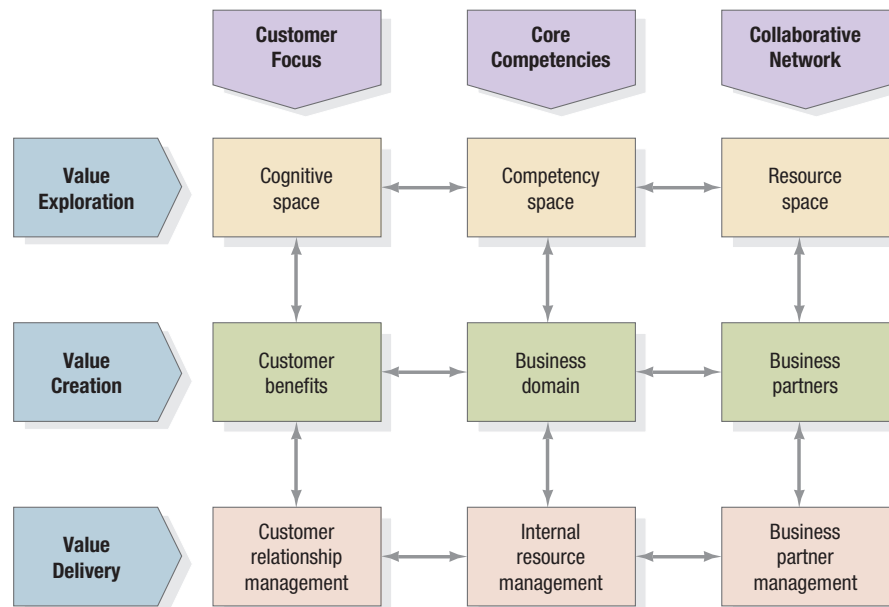 Customer
Focus
Core
Competencies
Collaborative
Network
Value
Exploration
Cognitive
space
Competency
space
Resource
space
Value
Creation
Customer
benefits
Business
domain
Business
partners
Value
Delivery
Customer
relationship
management
Internal
resource
management
Business
partner
management